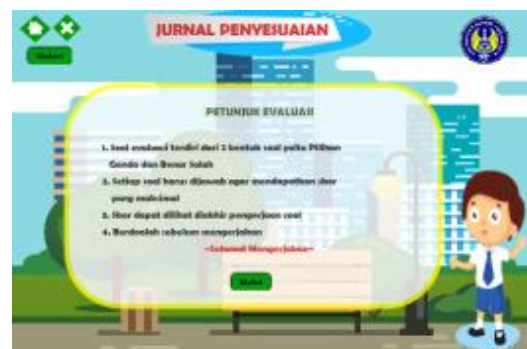 JURNAL PENYESUAIAN
PETUNJUK EVALUASI
1. Soal evaluasi terdiri dari 2 bentuk soal yaitu Pilihan
Ganda dan Benar Salah
2. Setiap soal harus dijawab agar mendapatkan skor
yang maksimal
3. Skor dapat dilihat diakhir pengerjaan soal
4. Berdoalah sebelum mengerjakan
~Selamat Mengerjakan~
Mulai